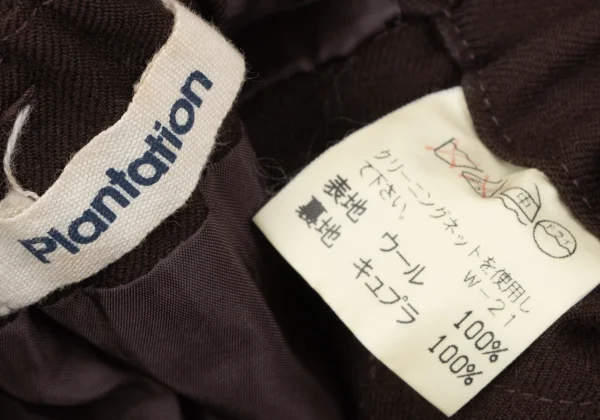 Plantation
中
クリーニングネットを使用し
て下さい。
W-21
表地 ウール 100%
裏地 キュプラ 100%